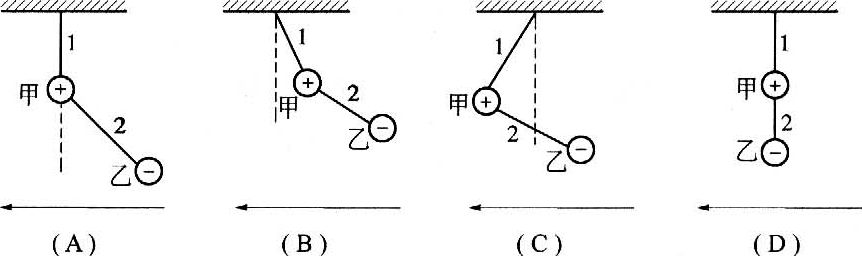 1 1 1 1
甲 + 甲 + 甲 + 甲 +
2 2 2 2
乙 − 乙 − 乙 − 乙 −
(A) (B) (C) (D)